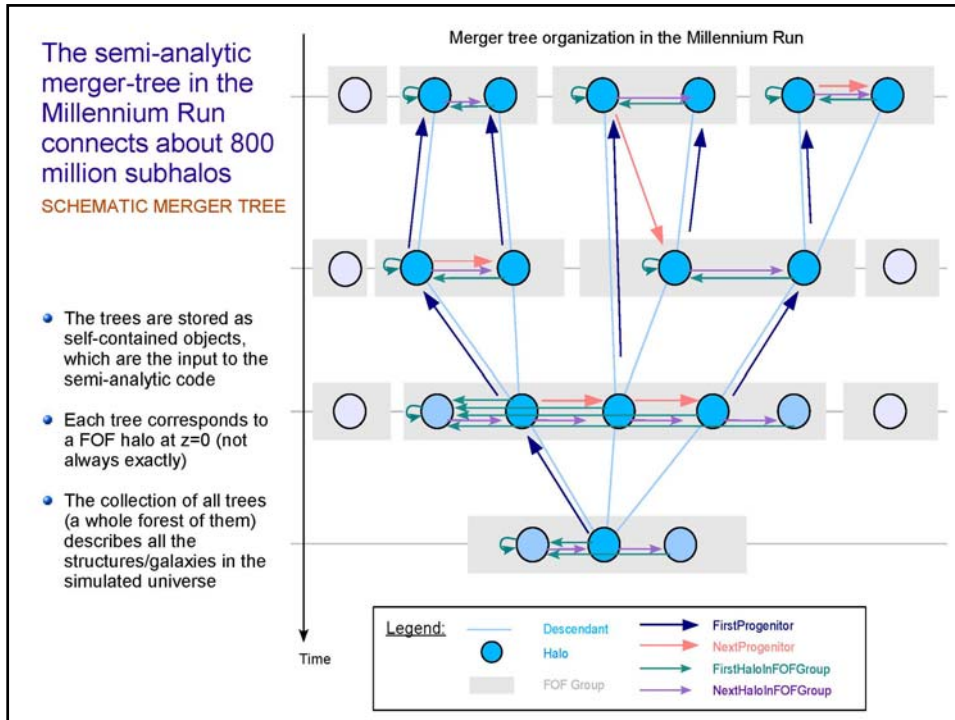 The semi-analytic
merger-tree in the
Millennium Run
connects about 800
million subhalos
SCHEMATIC MERGER TREE
The trees are stored as
self-contained objects,
which are the input to the
semi-analytic code
Each tree corresponds to
a FOF halo at z=0 (not
always exactly)
The collection of all trees
(a whole forest of them)
describes all the
structures/galaxies in the
simulated universe
Merger tree organization in the Millennium Run
Time
Legend:
Descendant
Halo
FOF Group
FirstProgenitor
NextProgenitor
FirstHaloInFOFGroup
NextHaloInFOFGroup